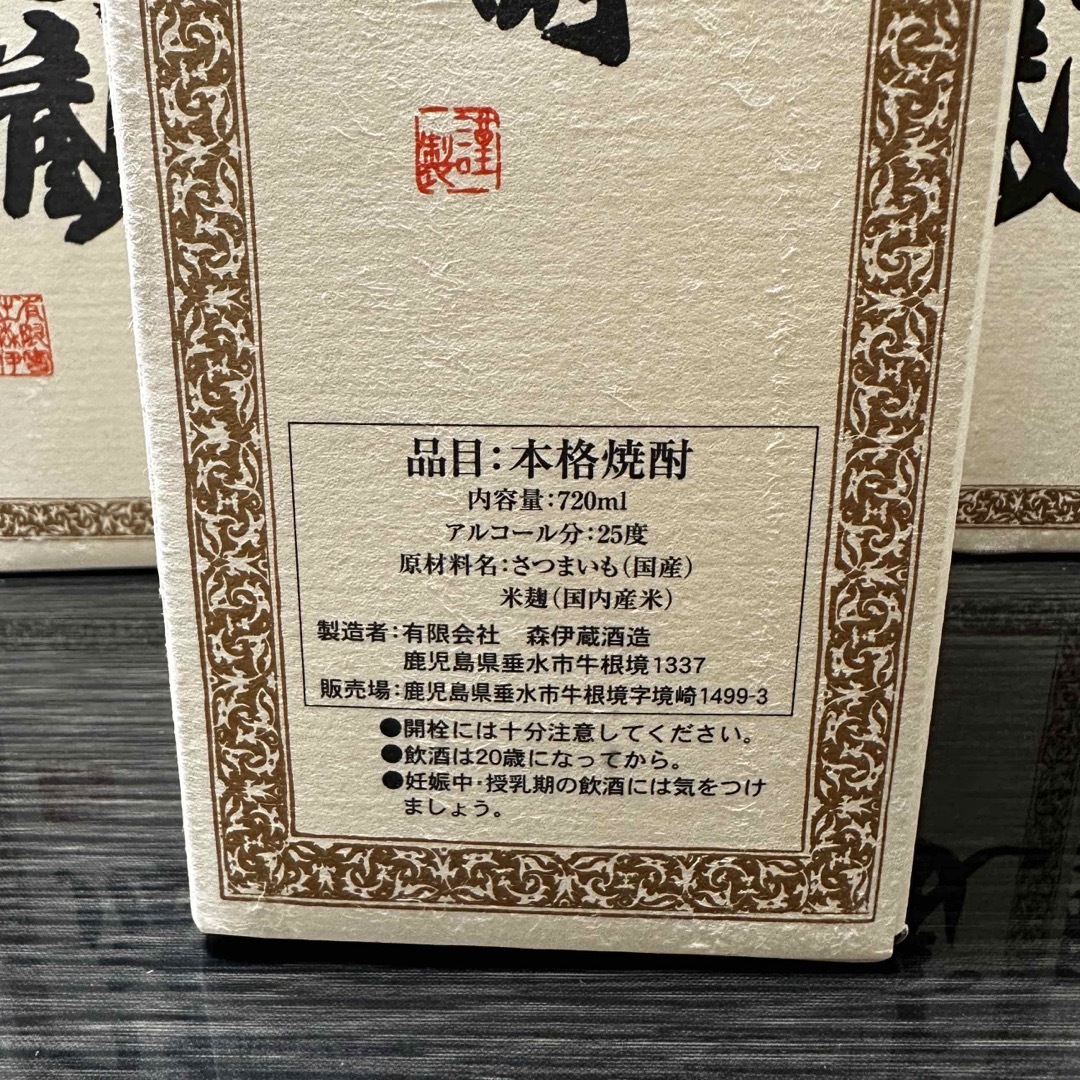 謹製
品目：本格焼酎
内容量：720ml
アルコール分：25度
原材料名：さつまいも（国産）
米麹（国内産米）
製造者：有限会社　森伊蔵酒造
鹿児島県垂水市牛根境1337
販売場：鹿児島県垂水市牛根境字境崎1499-3
●開栓には十分注意してください。
●飲酒は20歳になってから。
●妊娠中・授乳期の飲酒には気をつけ
ましょう。
蔵